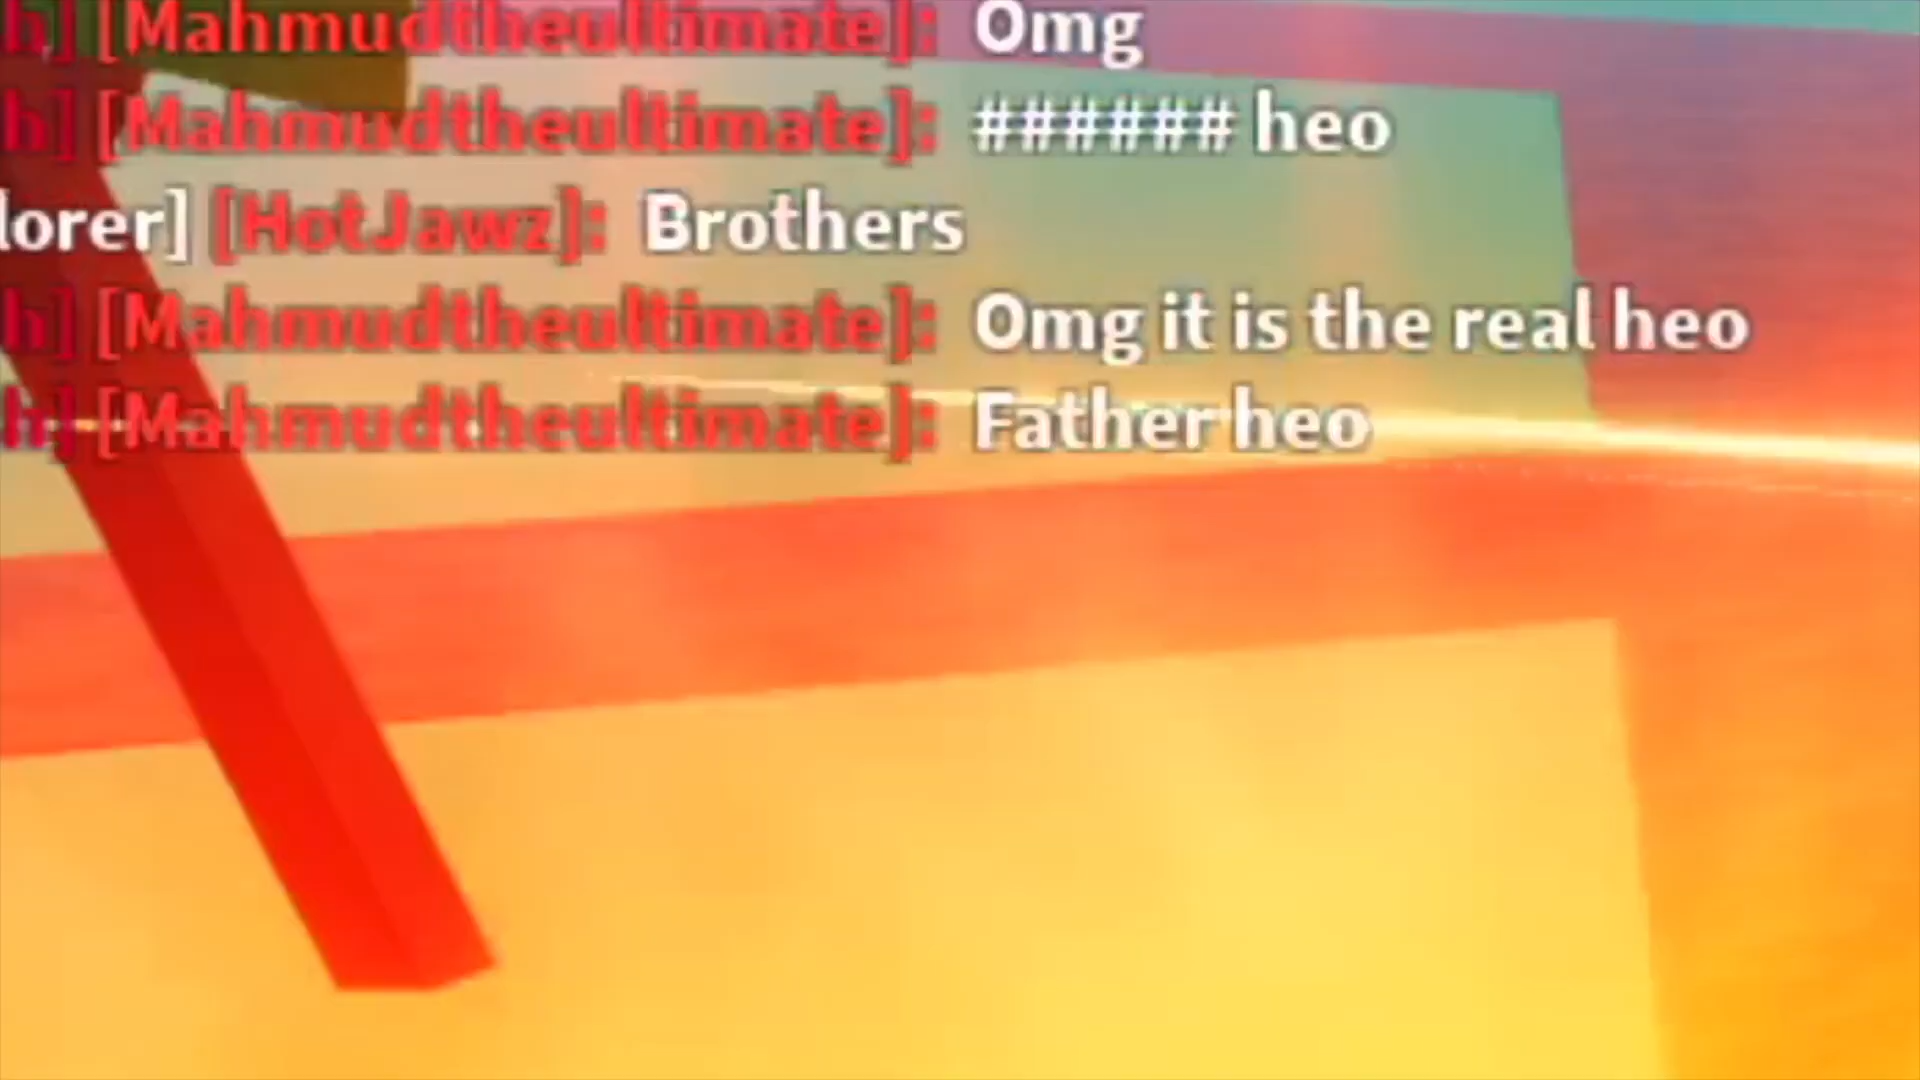 h] [Mahmudtheultimate]: Omg
h] [Mahmudtheultimate]: ###### heo
lorer] [HotJawz]: Brothers
h] [Mahmudtheultimate]: Omg it is the real heo
h] [Mahmudtheultimate]: Father heo